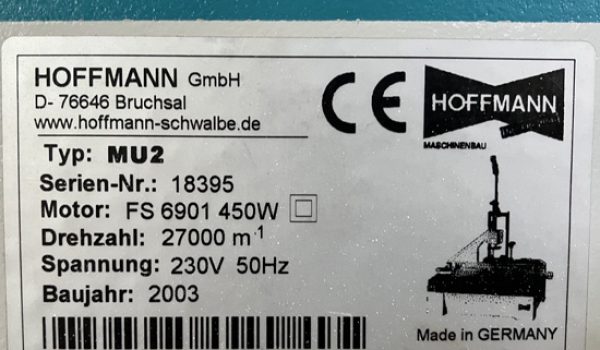 HOFFMANN GmbH
D- 76646 Bruchsal
www.hoffmann-schwalbe.de
CE
HOFFMANN
MASCHINENBAU
Typ: MU2
Serien-Nr.: 18395
Motor: FS 6901 450W
Drehzahl: 27000 m⁻¹
Spannung: 230V 50Hz
Baujahr: 2003
Made in GERMANY